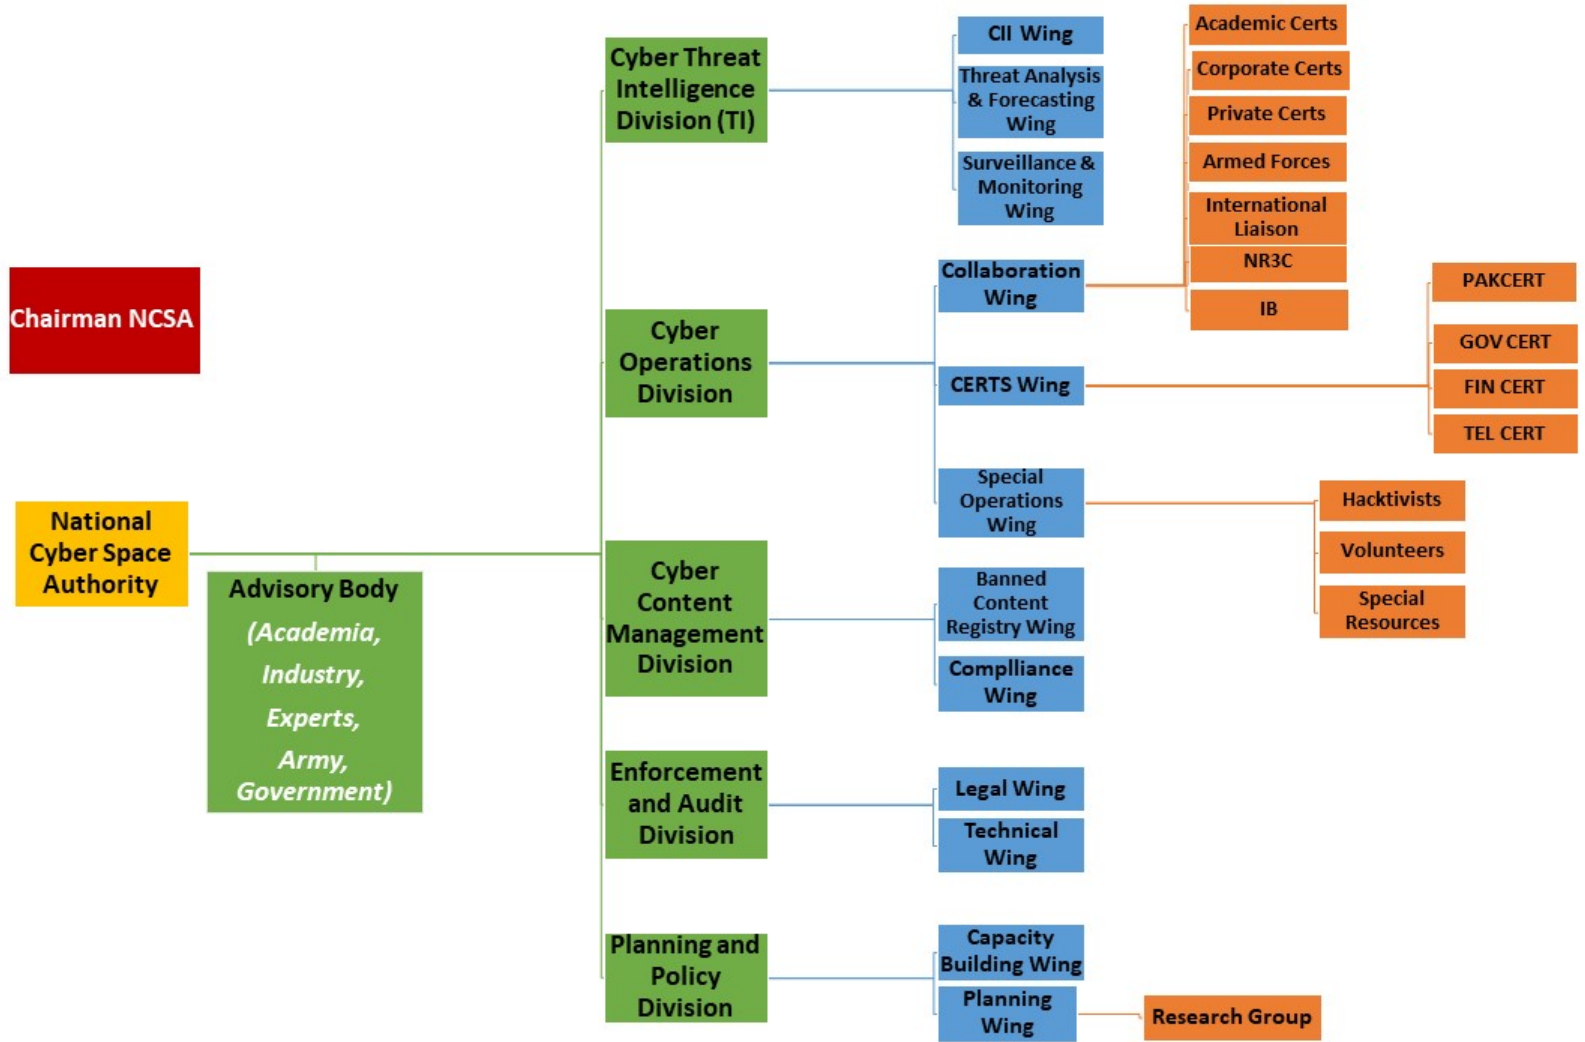 Chairman NCSA
National
Cyber Space
Authority
Advisory Body
(Academia,
Industry,
Experts,
Army,
Government)
Cyber Threat
Intelligence
Division (TI)
CII Wing
Threat Analysis
& Forecasting
Wing
Surveillance &
Monitoring
Wing
Cyber
Operations
Division
Collaboration
Wing
Academic Certs
Corporate Certs
Private Certs
Armed Forces
International
Liaison
NR3C
IB
CERTS Wing
PAKCERT
GOV CERT
FIN CERT
TEL CERT
Special
Operations
Wing
Hacktivists
Volunteers
Special
Resources
Cyber
Content
Management
Division
Banned
Content
Registry Wing
Complliance
Wing
Enforcement
and Audit
Division
Legal Wing
Technical
Wing
Planning and
Policy
Division
Capacity
Building Wing
Planning
Wing
Research Group